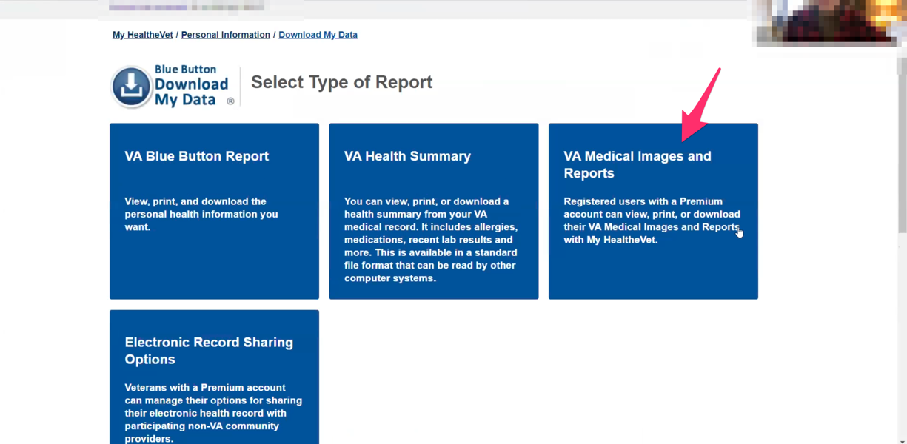 My HealtheVet / Personal Information / Download My Data
Blue Button
Download
My Data ®
Select Type of Report
VA Blue Button Report
View, print, and download the
personal health information you
want.
VA Health Summary
You can view, print, or download a
health summary from your VA
medical record. It includes allergies,
medications, recent lab results and
more. This is available in a standard
file format that can be read by other
computer systems.
VA Medical Images and
Reports
Registered users with a Premium
account can view, print, or download
their VA Medical Images and Reports
with My HealtheVet.
Electronic Record Sharing
Options
Veterans with a Premium account
can manage their options for sharing
their electronic health record with
participating non-VA community
providers.